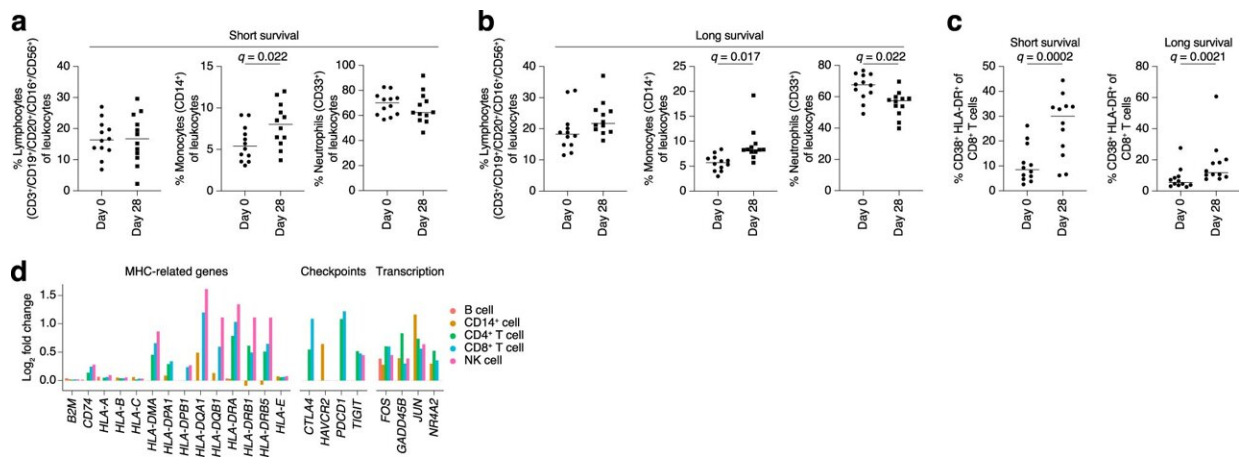 a
Short survival
% Lymphocytes
(CD3⁺/CD19⁺/CD20⁺/CD16⁺/CD56⁺)
of leukocytes
40
30
20
10
0
Day 0
Day 28
q = 0.022
% Monocytes (CD14⁺)
of leukocytes
15
10
5
0
Day 0
Day 28
% Neutrophils (CD33⁺)
of leukocytes
100
80
60
40
20
0
Day 0
Day 28
b
Long survival
% Lymphocytes
(CD3⁺/CD19⁺/CD20⁺/CD16⁺/CD56⁺)
of leukocytes
40
30
20
10
0
Day 0
Day 28
q = 0.017
% Monocytes (CD14⁺)
of leukocytes
25
20
15
10
5
0
Day 0
Day 28
q = 0.022
% Neutrophils (CD33⁺)
of leukocytes
80
60
40
20
0
Day 0
Day 28
c
Short survival
q = 0.0002
% CD38⁺ HLA-DR⁺ of
CD8⁺ T cells
50
40
30
20
10
0
Day 0
Day 28
Long survival
q = 0.0021
% CD38⁺ HLA-DR⁺ of
CD8⁺ T cells
80
60
40
20
0
Day 0
Day 28
d
MHC-related genes
Checkpoints
Transcription
Log₂ fold change
1.5
1.0
0.5
0.0
B2M
CD74
HLA-A
HLA-B
HLA-C
HLA-DMA
HLA-DPA1
HLA-DPB1
HLA-DQA1
HLA-DQB1
HLA-DRA
HLA-DRB1
HLA-DRB5
HLA-E
CTLA4
HAVCR2
PDCD1
TIGIT
FOS
GADD45B
JUN
NR4A2
B cell
CD14⁺ cell
CD4⁺ T cell
CD8⁺ T cell
NK cell